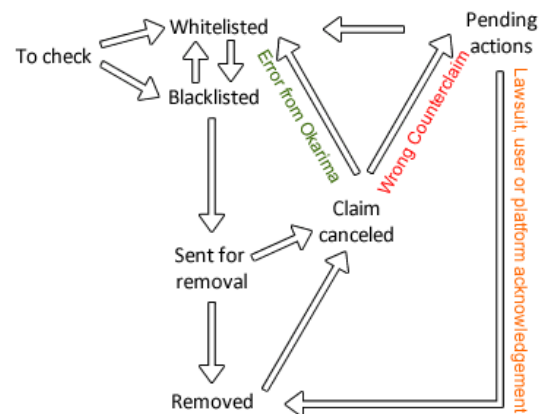 Whitelisted
Pending
actions
To check
Blacklisted
Error from Okarima
Wrong Counterclaim
Lawsuit, user or platform acknowledgement
Claim
canceled
Sent for
removal
Removed